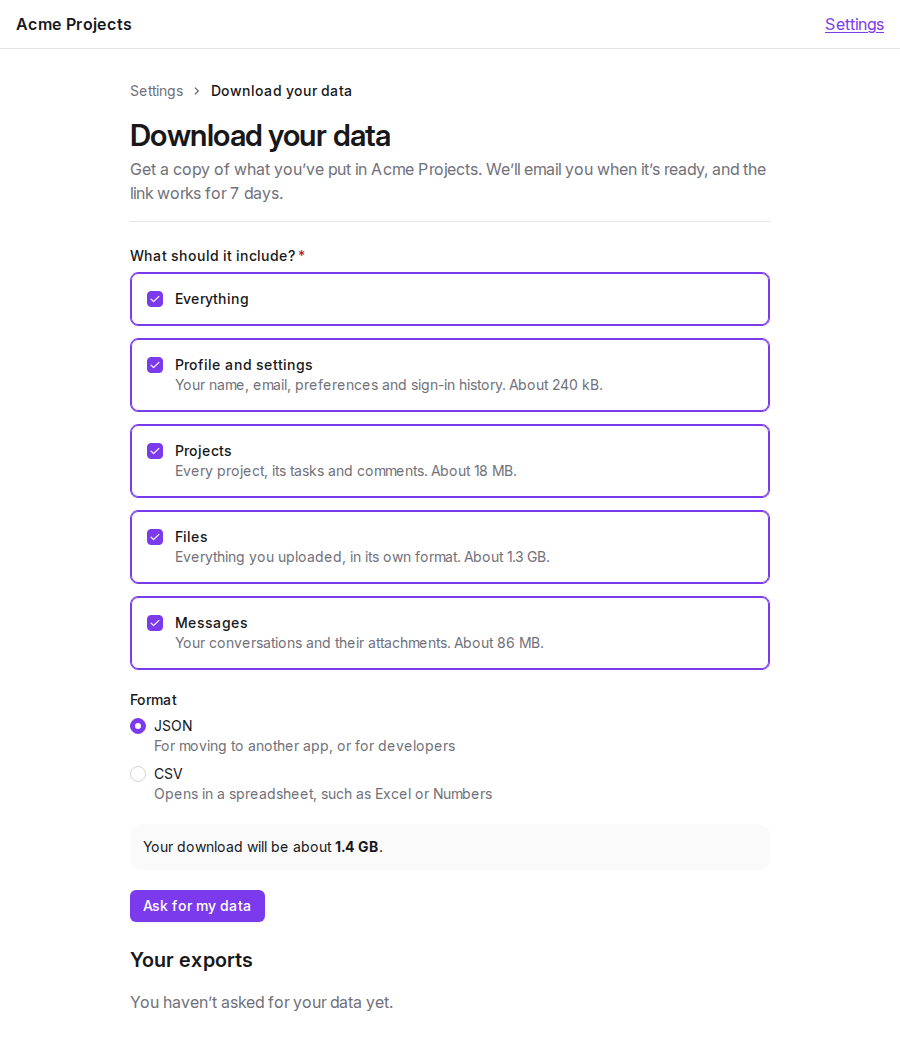 Acme Projects
Settings
Settings
Download your data
Download your data
Get a copy of what you’ve put in Acme Projects. We’ll email you when it’s ready, and the
link works for 7 days.
What should it include? *
Everything
Profile and settings
Your name, email, preferences and sign-in history. About 240 kB.
Projects
Every project, its tasks and comments. About 18 MB.
Files
Everything you uploaded, in its own format. About 1.3 GB.
Messages
Your conversations and their attachments. About 86 MB.
Format
JSON
For moving to another app, or for developers
CSV
Opens in a spreadsheet, such as Excel or Numbers
Your download will be about 1.4 GB.
Ask for my data
Your exports
You haven’t asked for your data yet.